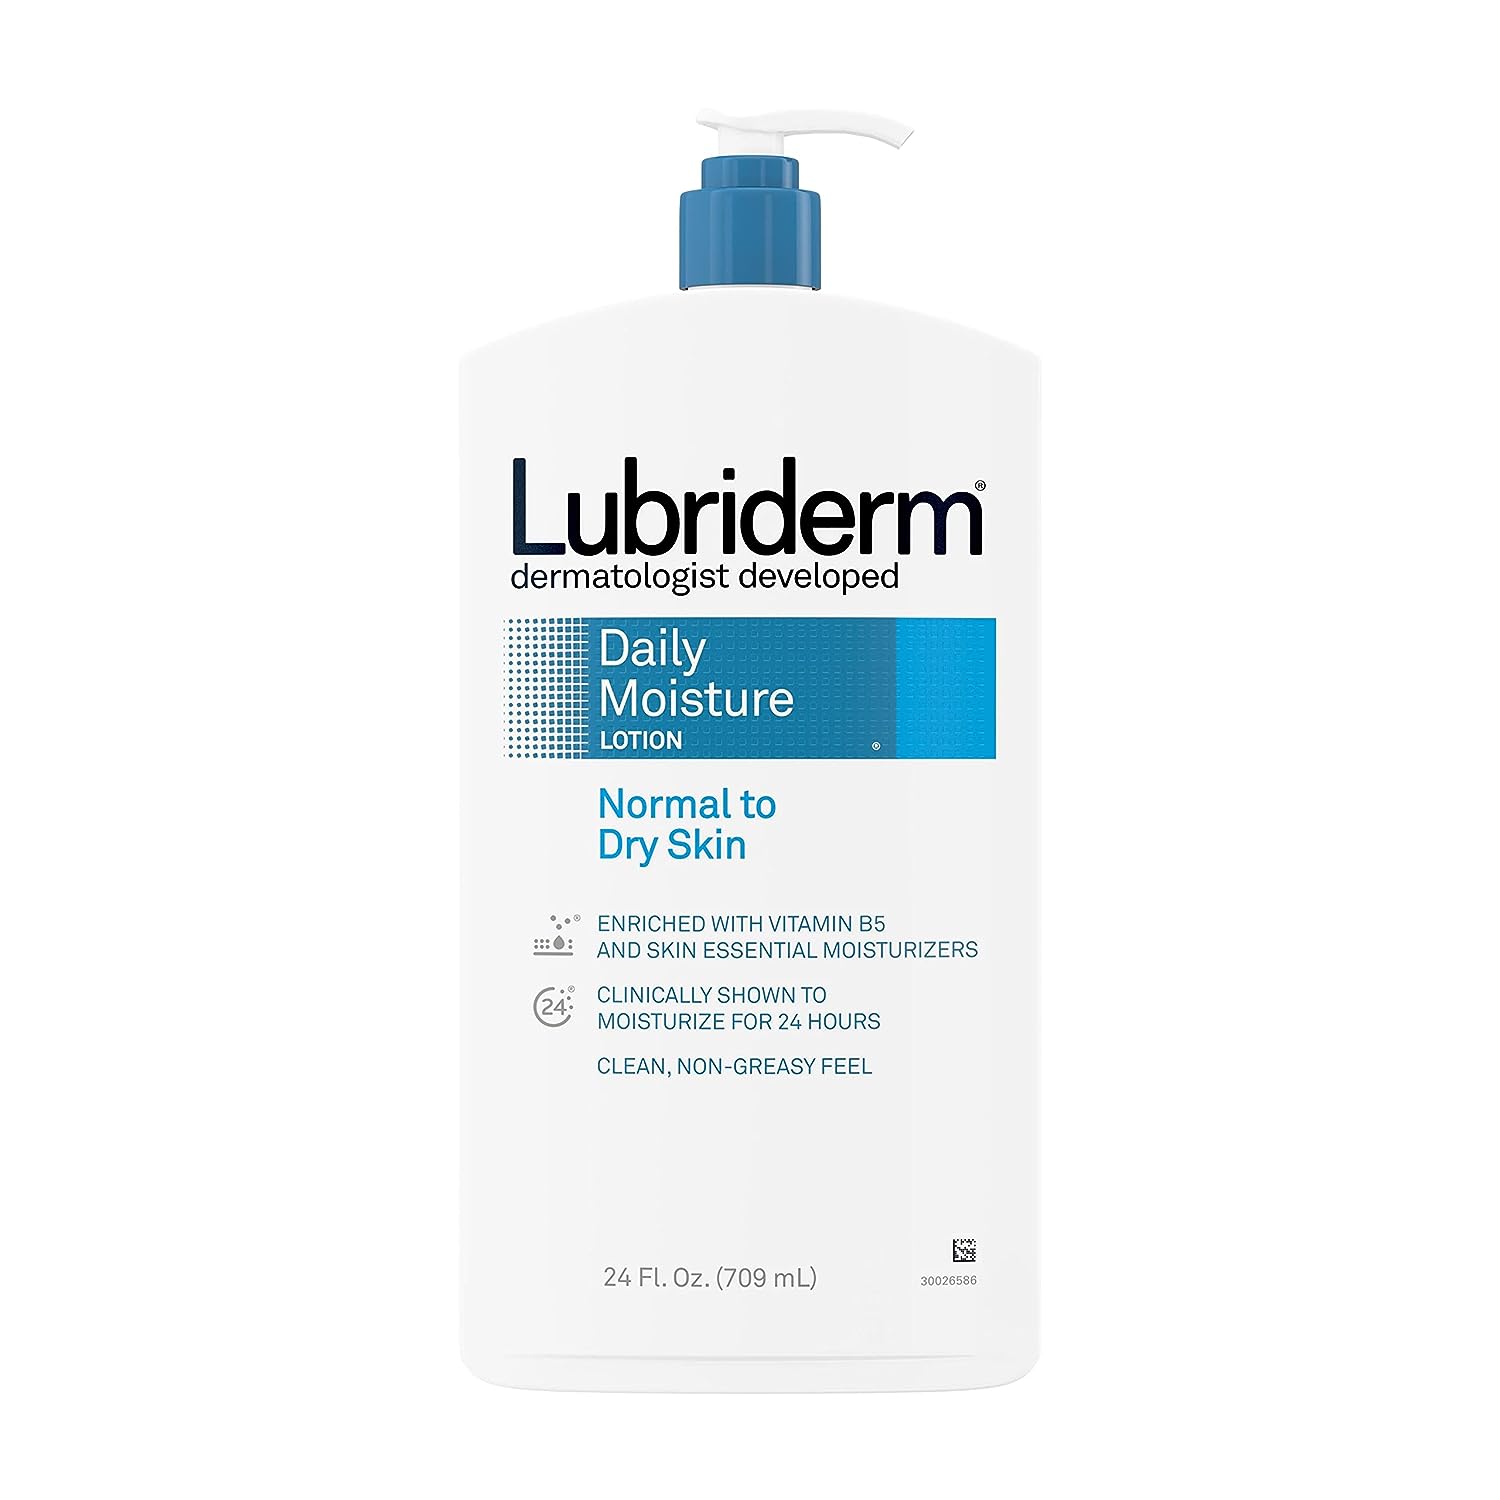 Lubriderm®
dermatologist developed
Daily
Moisture
LOTION
®
Normal to
Dry Skin
®
ENRICHED WITH VITAMIN B5
AND SKIN ESSENTIAL MOISTURIZERS
24
®
CLINICALLY SHOWN TO
MOISTURIZE FOR 24 HOURS
CLEAN, NON-GREASY FEEL
24 Fl. Oz. (709 mL)
30026586